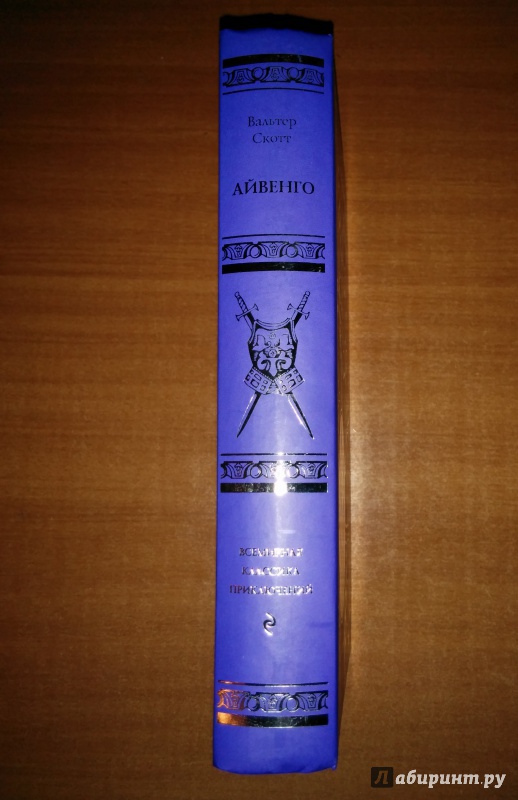 Вальтер
Скотт
АЙВЕНГО
ВСЕМИРНАЯ
КЛАССИКА
ПРИКЛЮЧЕНИЙ
Лабиринт.ру